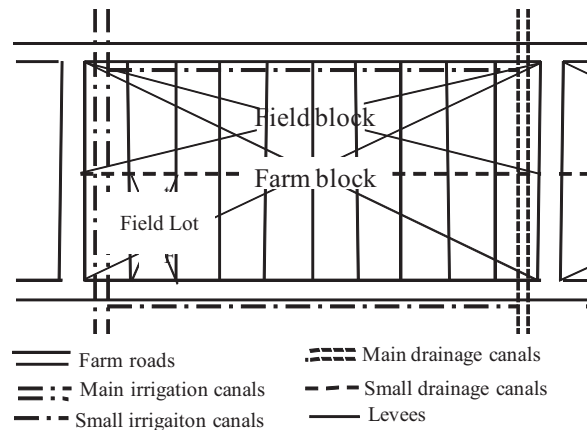 Field block
Farm block
Field Lot
Farm roads
Main drainage canals
Main irrigation canals
Small drainage canals
Small irrigaiton canals
Levees